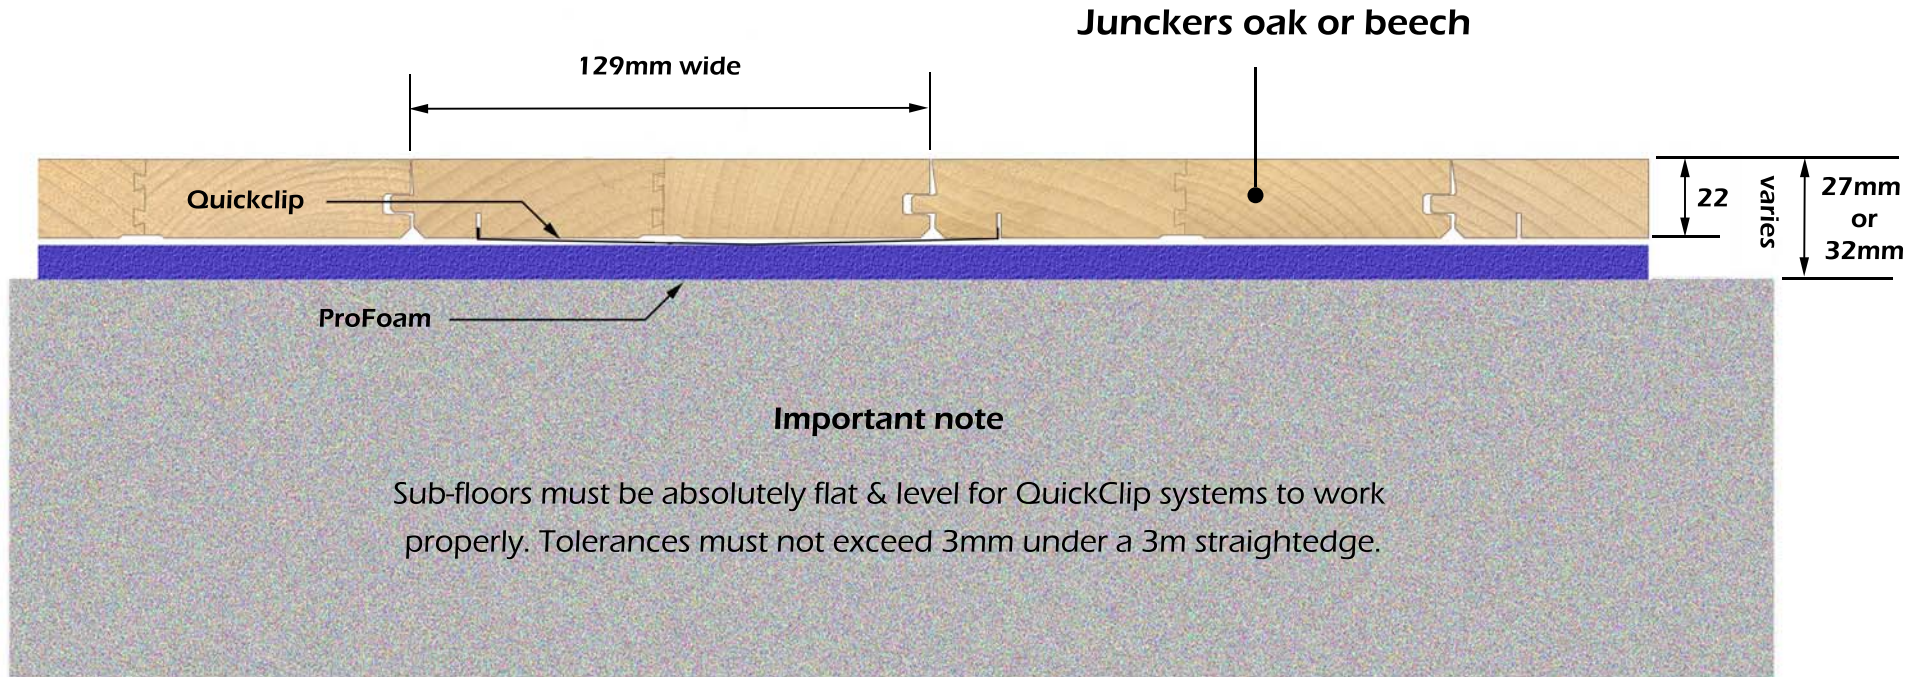 Junckers oak or beech
129mm wide
Quickclip
22
varies
27mm
or
32mm
ProFoam
Important note
Sub-floors must be absolutely flat & level for QuickClip systems to work
properly. Tolerances must not exceed 3mm under a 3m straightedge.